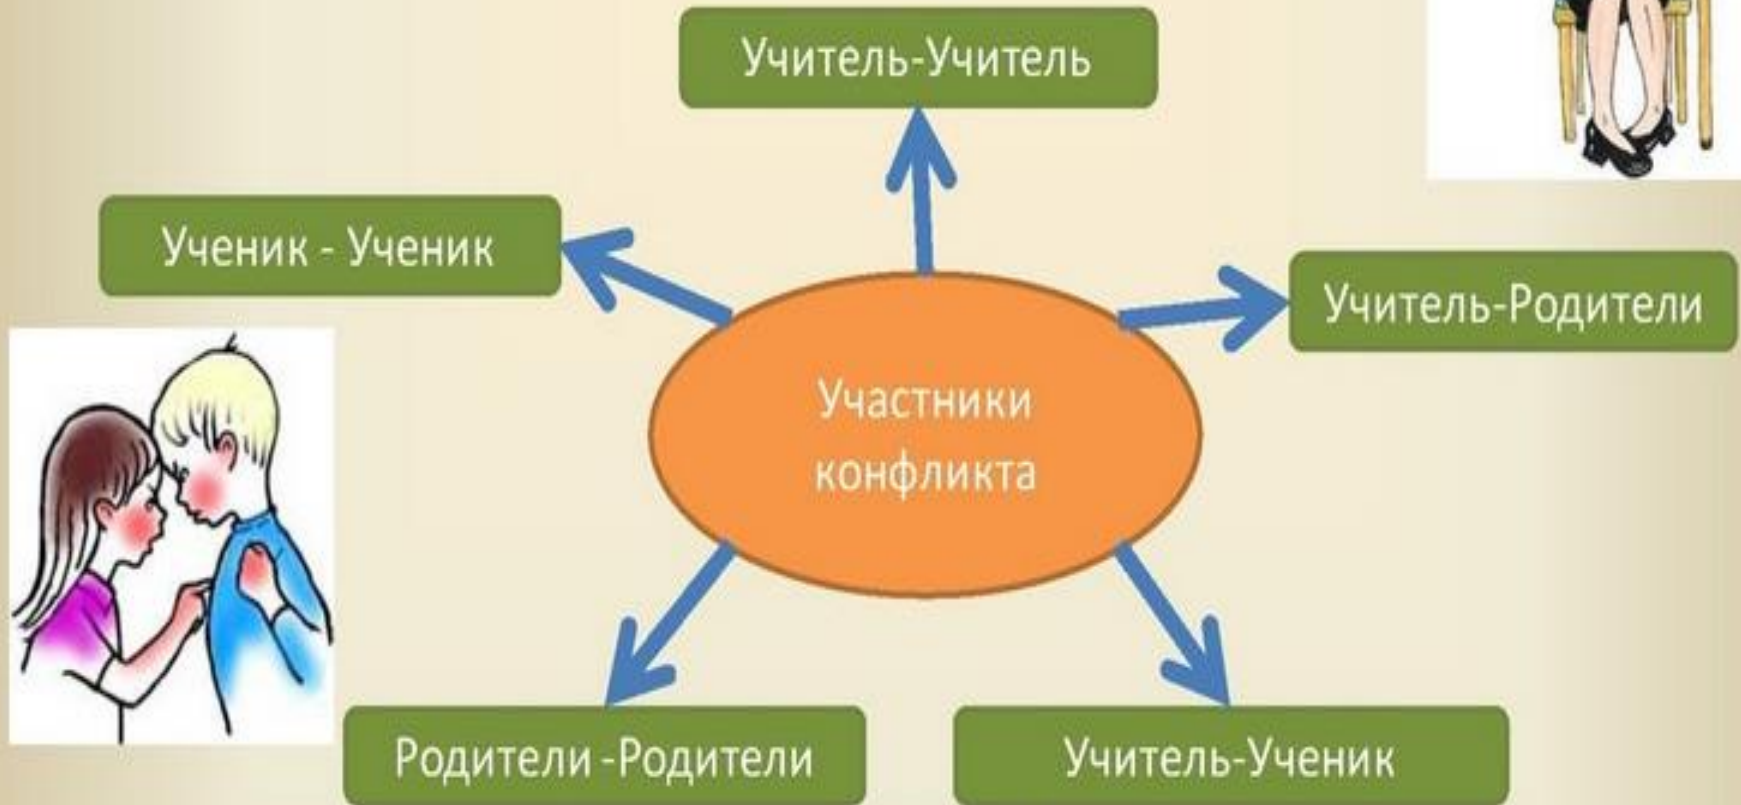 Учитель-Учитель
Ученик - Ученик
Учитель-Родители
Участники
конфликта
Родители -Родители
Учитель-Ученик